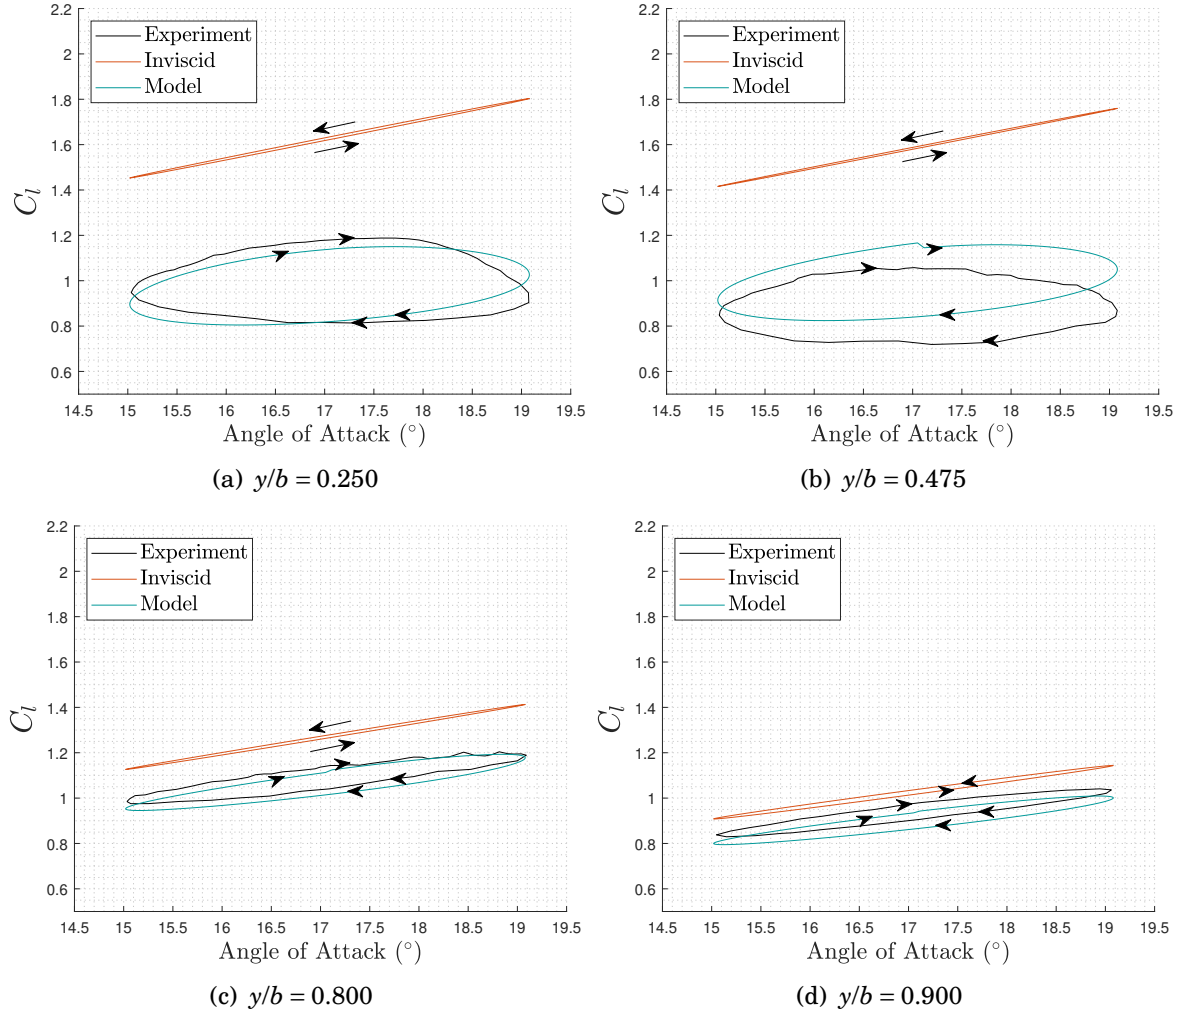 2.2
2
1.8
1.6
1.4
1.2
1
0.8
0.6
C_l
Experiment
Inviscid
Model
14.5 15 15.5 16 16.5 17 17.5 18 18.5 19 19.5
Angle of Attack (°)
(a) y/b = 0.250
2.2
2
1.8
1.6
1.4
1.2
1
0.8
0.6
C_l
Experiment
Inviscid
Model
14.5 15 15.5 16 16.5 17 17.5 18 18.5 19 19.5
Angle of Attack (°)
(b) y/b = 0.475
2.2
2
1.8
1.6
1.4
1.2
1
0.8
0.6
C_l
Experiment
Inviscid
Model
14.5 15 15.5 16 16.5 17 17.5 18 18.5 19 19.5
Angle of Attack (°)
(c) y/b = 0.800
2.2
2
1.8
1.6
1.4
1.2
1
0.8
0.6
C_l
Experiment
Inviscid
Model
14.5 15 15.5 16 16.5 17 17.5 18 18.5 19 19.5
Angle of Attack (°)
(d) y/b = 0.900